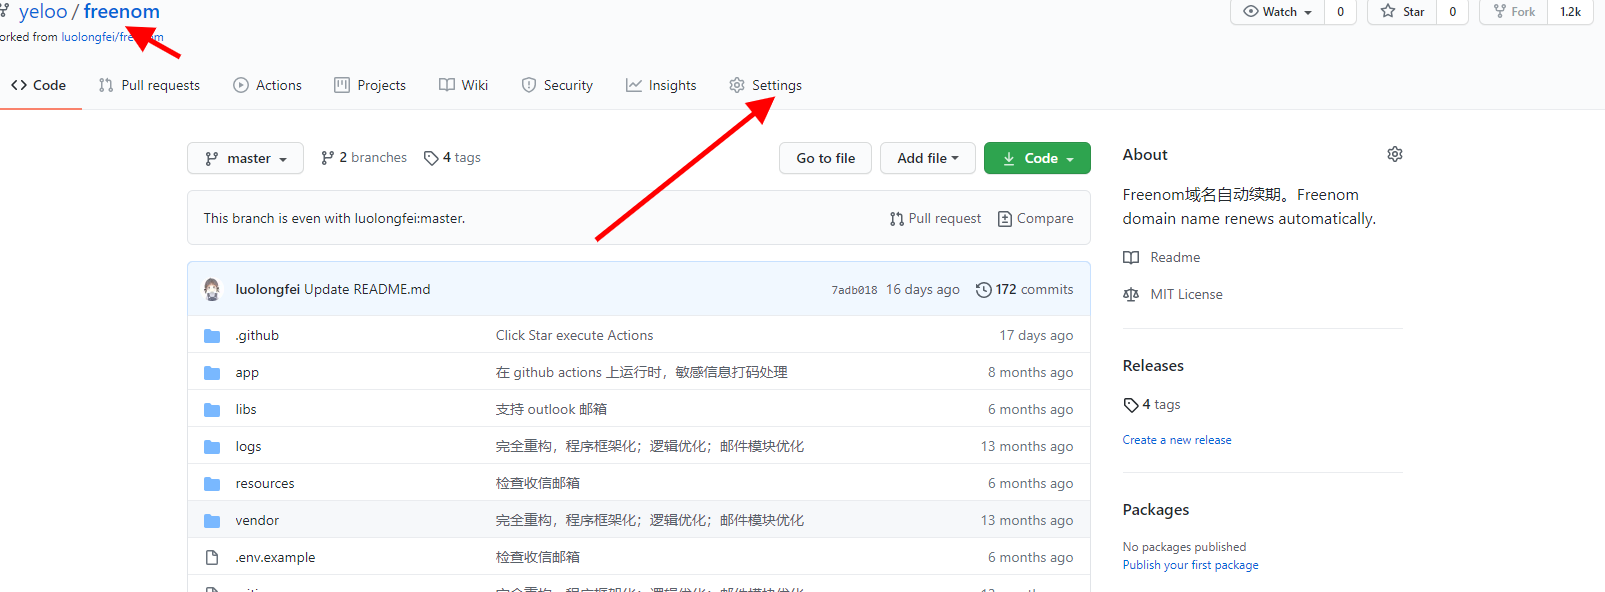 yeloo / freenom
Watch 0 Star 0 Fork 1.2k
orked from luolongfei/freenom
Code Pull requests Actions Projects Wiki Security Insights Settings
master 2 branches 4 tags Go to file Add file Code
This branch is even with luolongfei:master. Pull request Compare
luolongfei Update README.md 7adb018 16 days ago 172 commits
.github Click Star execute Actions 17 days ago
app 在 github actions 上运行时，敏感信息打码处理 8 months ago
libs 支持 outlook 邮箱 6 months ago
logs 完全重构，程序框架化；逻辑优化；邮件模块优化 13 months ago
resources 检查收信邮箱 6 months ago
vendor 完全重构，程序框架化；逻辑优化；邮件模块优化 13 months ago
.env.example 检查收信邮箱 6 months ago
About
Freenom域名自动续期。Freenom
domain name renews automatically.
Readme
MIT License
Releases
4 tags
Create a new release
Packages
No packages published
Publish your first package